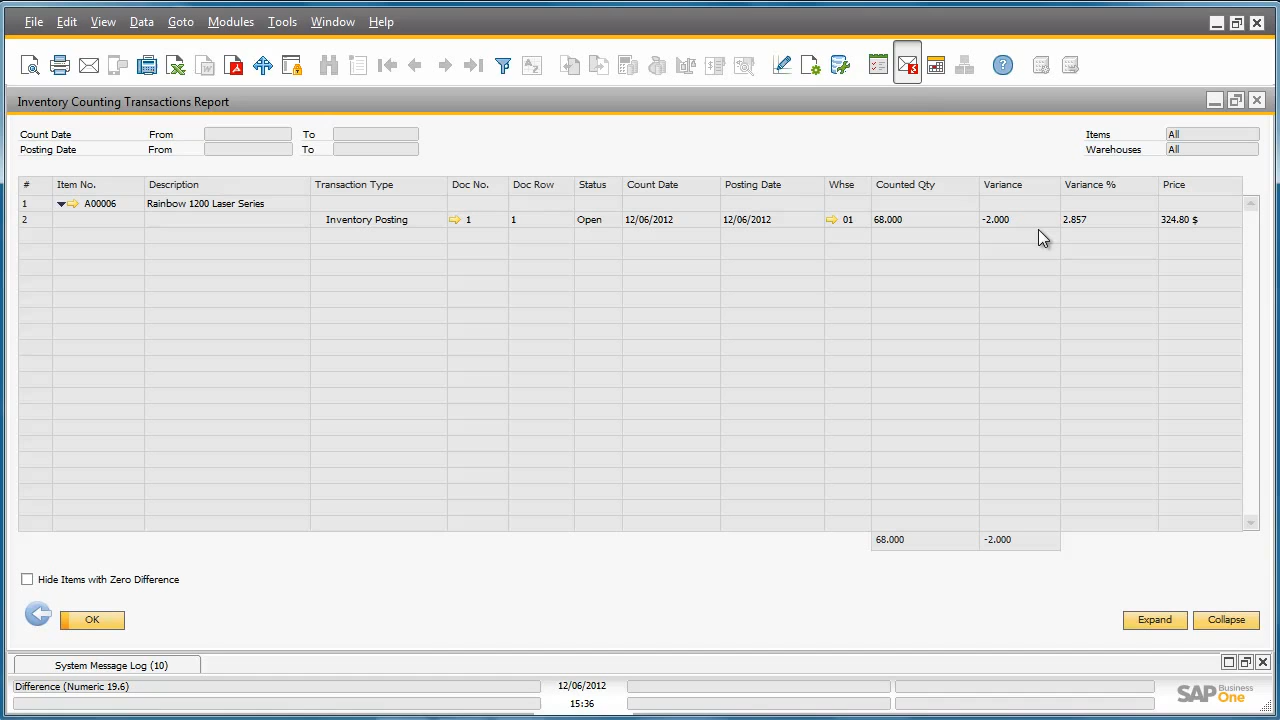 File Edit View Data Goto Modules Tools Window Help
Inventory Counting Transactions Report
Count Date From To Items All
Posting Date From To Warehouses All
# Item No. Description Transaction Type Doc No. Doc Row Status Count Date Posting Date Whse Counted Qty Variance Variance % Price
1 A00006 Rainbow 1200 Laser Series
2 Inventory Posting 1 1 Open 12/06/2012 12/06/2012 01 68.000 -2.000 2.857 324.80 $
68.000 -2.000
Hide Items with Zero Difference
OK Expand Collapse
System Message Log (10)
Difference (Numeric 19.6) 12/06/2012
15:36
SAP Business One